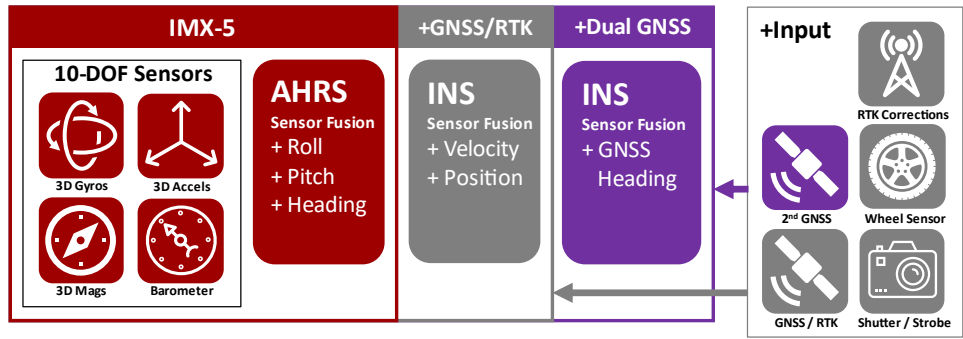 IMX-5
+GNSS/RTK
+Dual GNSS
10-DOF Sensors
3D Gyros
3D Accels
3D Mags
Barometer
AHRS
Sensor Fusion
+ Roll
+ Pitch
+ Heading
INS
Sensor Fusion
+ Velocity
+ Position
INS
Sensor Fusion
+ GNSS
Heading
+Input
RTK Corrections
2nd GNSS
Wheel Sensor
GNSS / RTK
Shutter / Strobe